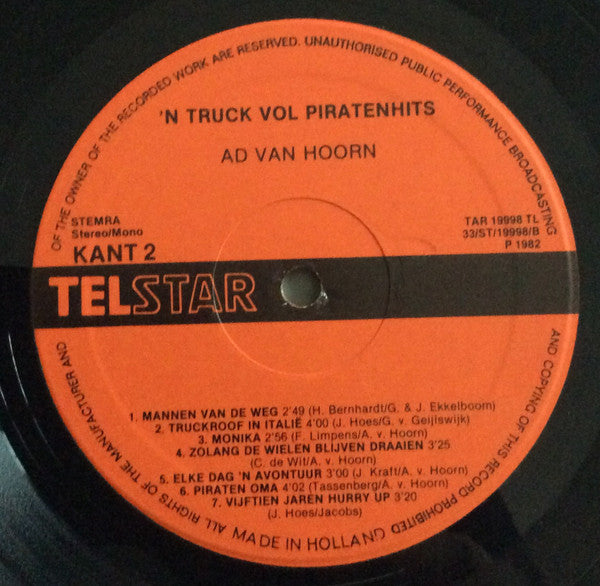 OF THE OWNER OF THE RECORDED WORK ARE RESERVED. UNAUTHORISED PUBLIC PERFORMANCE BROADCASTING
'N TRUCK VOL PIRATENHITS
AD VAN HOORN
STEMRA
Stereo/Mono
KANT 2
TAR 19998 TL
33/ST/19998/B
P 1982
TELSTAR
1. MANNEN VAN DE WEG 2'49 (H. Bernhardt/G. & J. Ekkelboom)
2. TRUCKROOF IN ITALIË 4'00 (J. Hoes/G. v. Geijlswijk)
3. MONIKA 2'56 (F. Limpens/A. v. Hoorn)
4. ZOLANG DE WIELEN BLIJVEN DRAAIEN 3'25
(C. de Wit/A. v. Hoorn)
5. ELKE DAG 'N AVONTUUR 3'00 (J. Kraft/A. v. Hoorn)
6. PIRATEN OMA 4'02 (Tassenberg/A. v. Hoorn)
7. VIJFTIEN JAREN HURRY UP 3'20
(J. Hoes/Jacobs)
AND COPYING OF THIS RECORD PROHIBITED
MADE IN HOLLAND
ALL RIGHTS OF THE MANUFACTURER AND